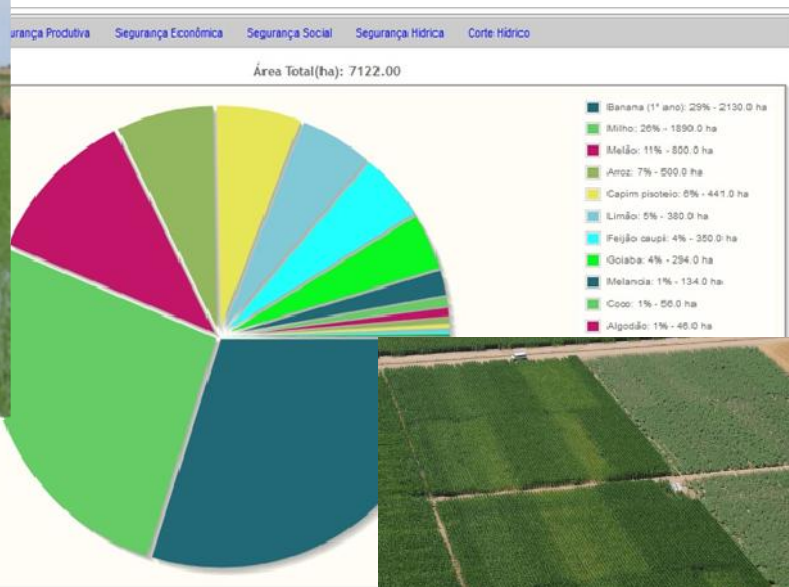 urança Produtiva Segurança Econômica Segurança Social Segurança Hídrica Corte Hídrico
Área Total(ha): 7122.00
Banana (1º ano): 29% - 2130.0 ha
Milho: 26% - 1890.0 ha
Melão: 11% - 800.0 ha
Arroz: 7% - 500.0 ha
Capim pisoteio: 6% - 441.0 ha
Limão: 5% - 380.0 ha
Feijão caupi: 4% - 350.0 ha
Goiaba: 4% - 294.0 ha
Melancia: 1% - 134.0 ha
Coco: 1% - 56.0 ha
Algodão: 1% - 46.0 ha